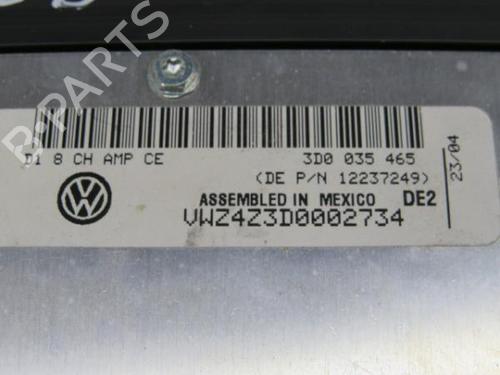 D1 8 CH AMP CE 3D0 035 465
(DE P/N 12237249)
ASSEMBLED IN MEXICO DE2
VWZ4Z3D0002734
23/04
B-PARTS